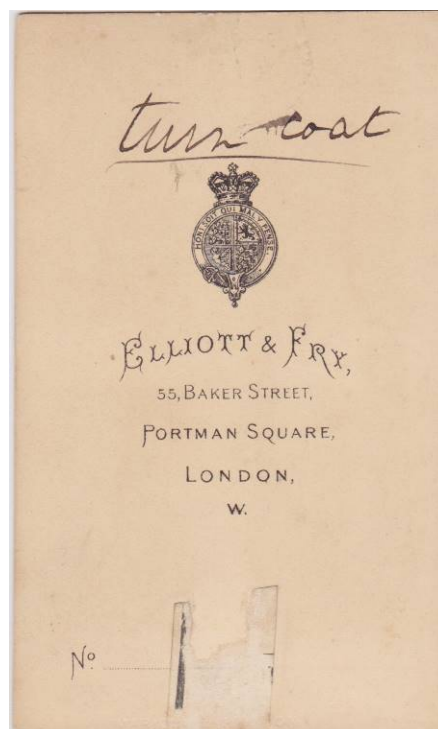 turn-coat
HONI SOIT QUI MAL Y PENSE
ELLIOTT & FRY,
55, BAKER STREET,
PORTMAN SQUARE,
LONDON,
W.
No